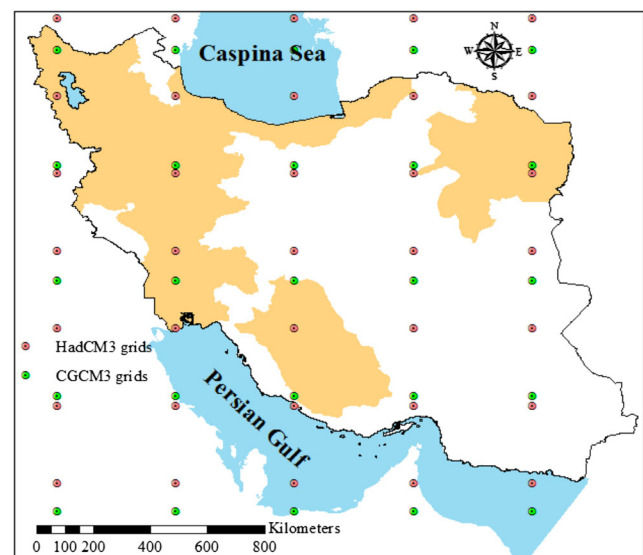 N
Caspina Sea
W E
S
HadCM3 grids
CGCM3 grids
Persian Gulf
Kilometers
0 100 200 400 600 800